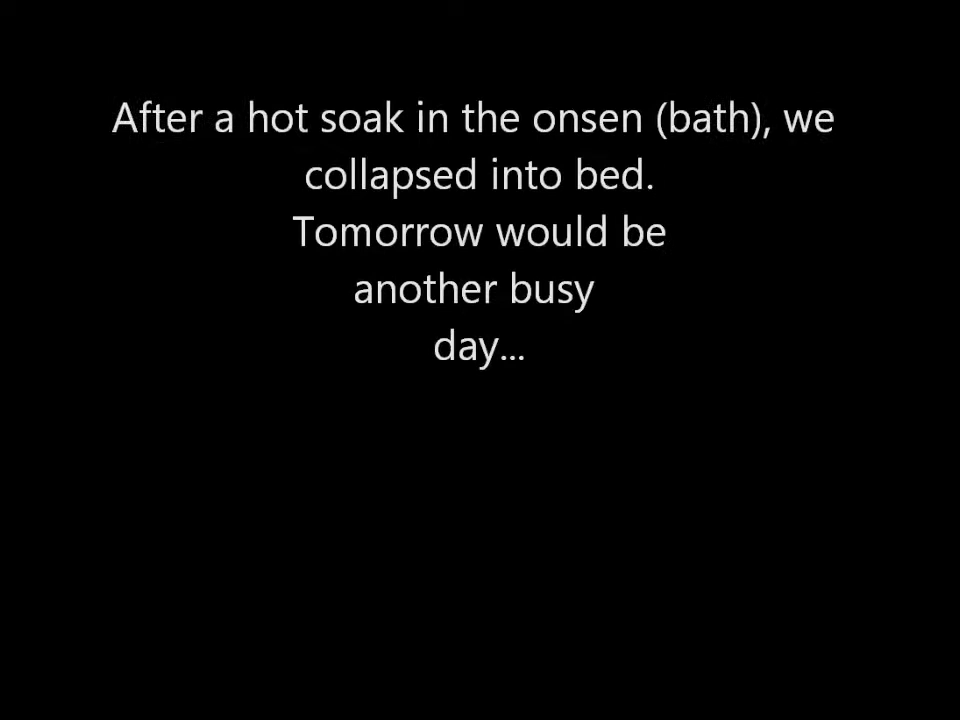 After a hot soak in the onsen (bath), we
collapsed into bed.
Tomorrow would be
another busy
day...